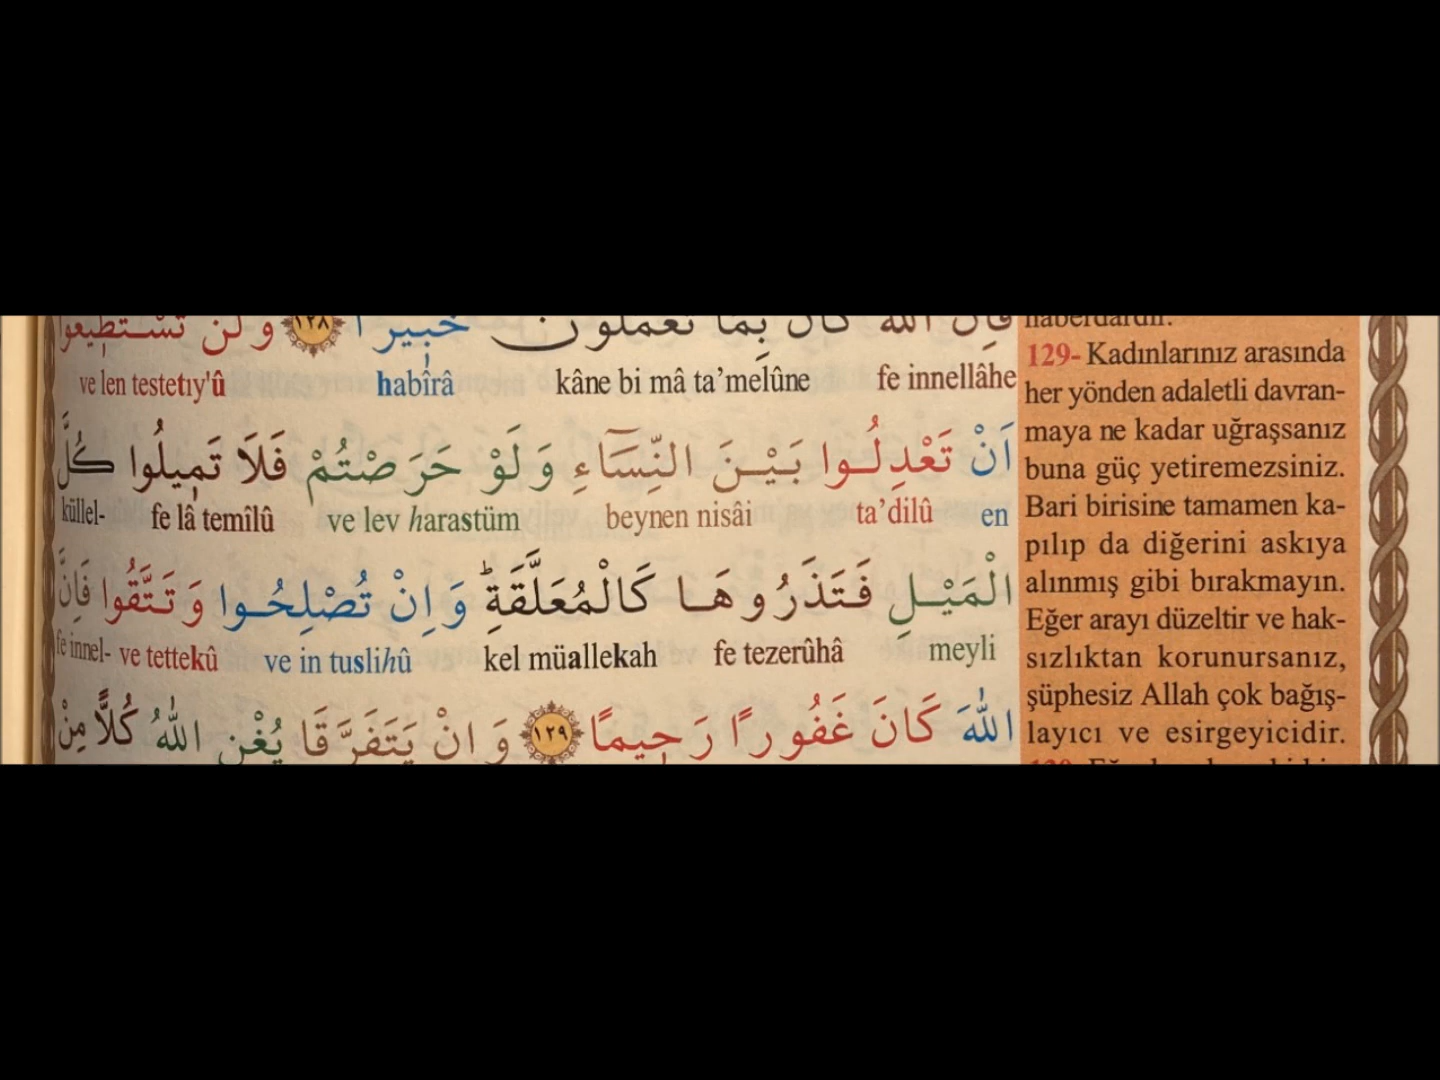 فَاِنَّ اللّٰهَ كَانَ بِمَا تَعْمَلُونَ خَبٖيرًا ﴿١٢٨﴾ وَلَنْ تَسْتَطٖيعُوا
fe innellâhe kâne bi mâ ta’melûne habîrâ ve len testetıy'û
اَنْ تَعْدِلُوا بَيْنَ النِّسَٓاءِ وَلَوْ حَرَصْتُمْ فَلَا تَمٖيلُوا كُلَّ
en ta’dilû beynen nisâi ve lev harastüm fe lâ temîlû küllel-
الْمَيْلِ فَتَذَرُوهَا كَالْمُعَلَّقَةِؕ وَاِنْ تُصْلِحُوا وَتَتَّقُوا فَاِنَّ
meyli fe tezerûhâ kel müallekah ve in tuslihû ve tettekû fe innel-
اللّٰهَ كَانَ غَفُورًا رَحٖيمًا ﴿١٢٩﴾ وَاِنْ يَتَفَرَّقَا يُغْنِ اللّٰهُ كُلًّا مِنْ
haberdardır.
129- Kadınlarınız arasında
her yönden adaletli davran-
maya ne kadar uğraşsanız
buna güç yetiremezsiniz.
Bari birisine tamamen ka-
pılıp da diğerini askıya
alınmış gibi bırakmayın.
Eğer arayı düzeltir ve hak-
sızlıktan korunursanız,
şüphesiz Allah çok bağış-
layıcı ve esirgeyicidir.